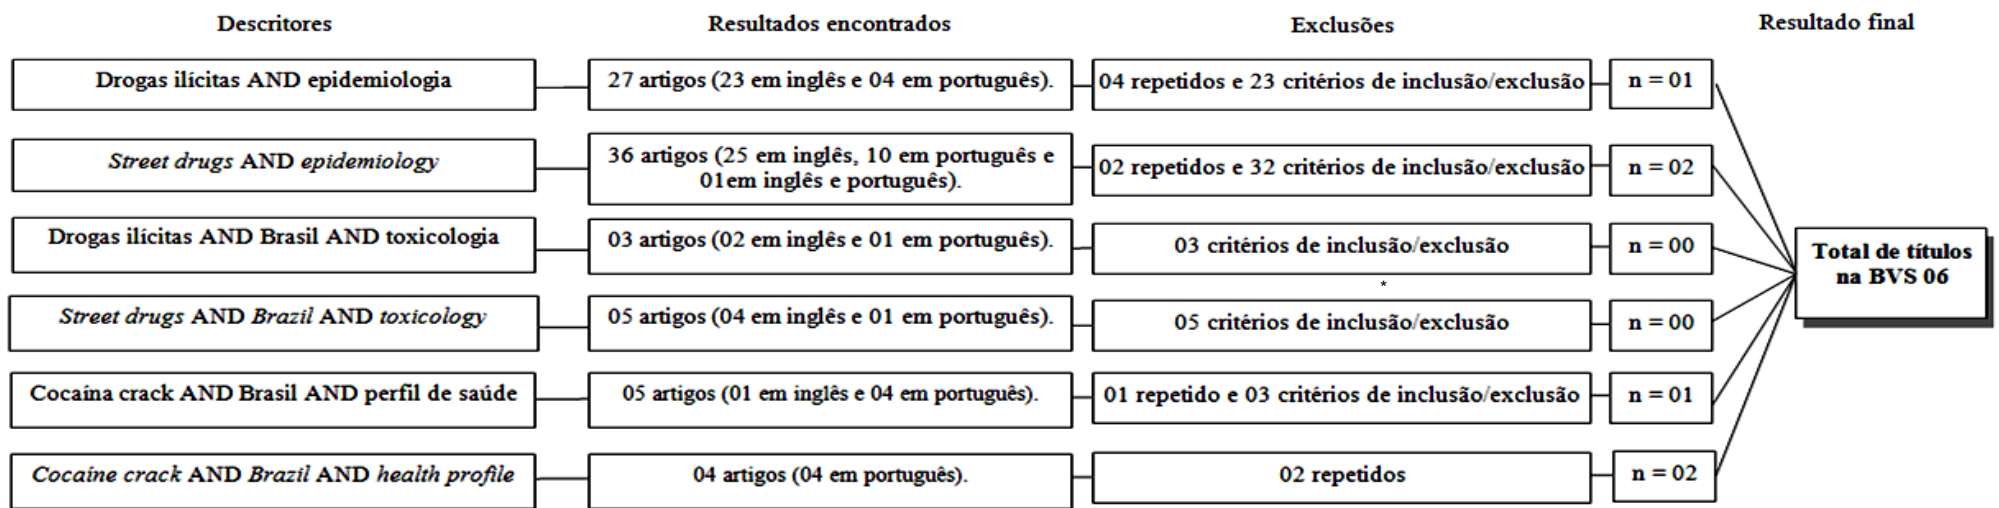 Descritores
Resultados encontrados
Exclusões
Resultado final
Drogas ilícitas AND epidemiologia
27 artigos (23 em inglês e 04 em português).
04 repetidos e 23 critérios de inclusão/exclusão
n = 01
Street drugs AND epidemiology
36 artigos (25 em inglês, 10 em português e
01em inglês e português).
02 repetidos e 32 critérios de inclusão/exclusão
n = 02
Drogas ilícitas AND Brasil AND toxicologia
03 artigos (02 em inglês e 01 em português).
03 critérios de inclusão/exclusão
n = 00
Total de títulos
na BVS 06
*
Street drugs AND Brazil AND toxicology
05 artigos (04 em inglês e 01 em português).
05 critérios de inclusão/exclusão
n = 00
Cocaína crack AND Brasil AND perfil de saúde
05 artigos (01 em inglês e 04 em português).
01 repetido e 03 critérios de inclusão/exclusão
n = 01
Cocaíne crack AND Brazil AND health profile
04 artigos (04 em português).
02 repetidos
n = 02